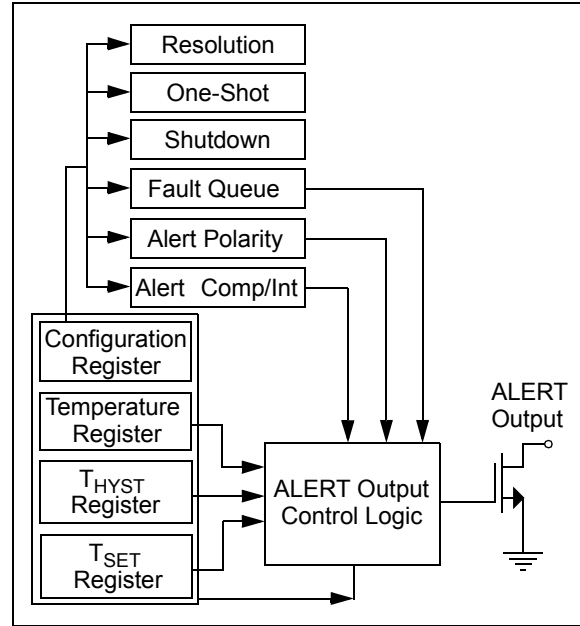 Resolution
One-Shot
Shutdown
Fault Queue
Alert Polarity
Alert Comp/Int
Configuration
Register
Temperature
Register
THYST
Register
TSET
Register
ALERT Output
Control Logic
ALERT
Output